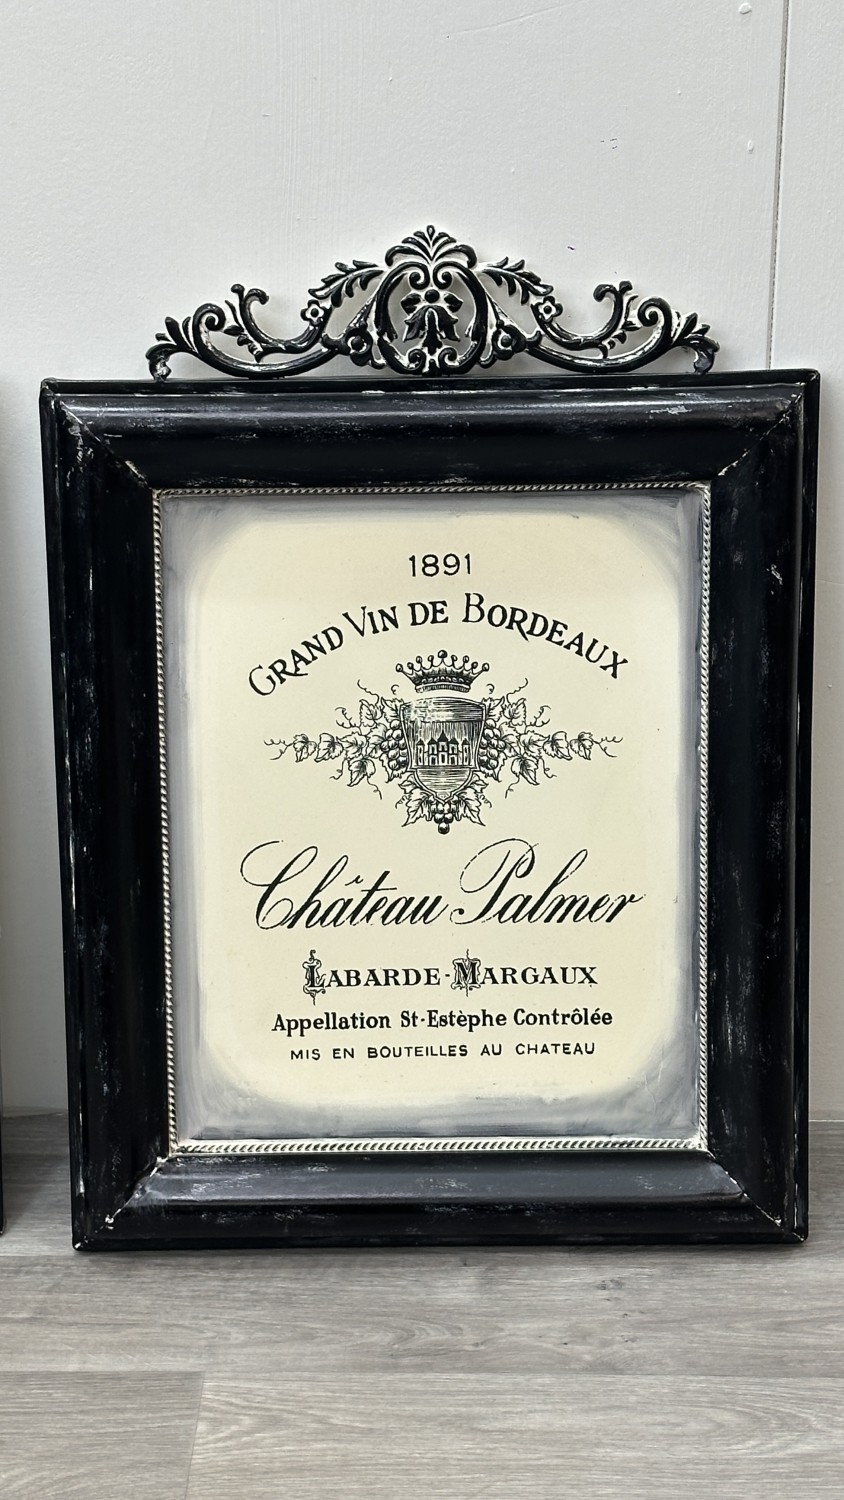 1891
GRAND VIN DE BORDEAUX
Château Palmer
LABARDE-MARGAUX
Appellation St-Estèphe Contrôlée
MIS EN BOUTEILLES AU CHATEAU